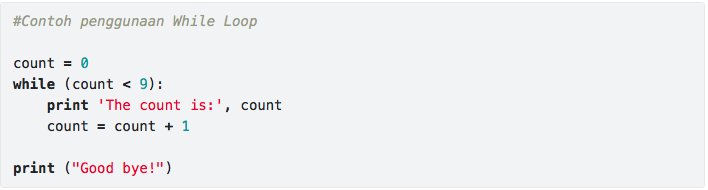 #Contoh penggunaan While Loop
count = 0
while (count < 9):
    print 'The count is:', count
    count = count + 1
print ("Good bye!")